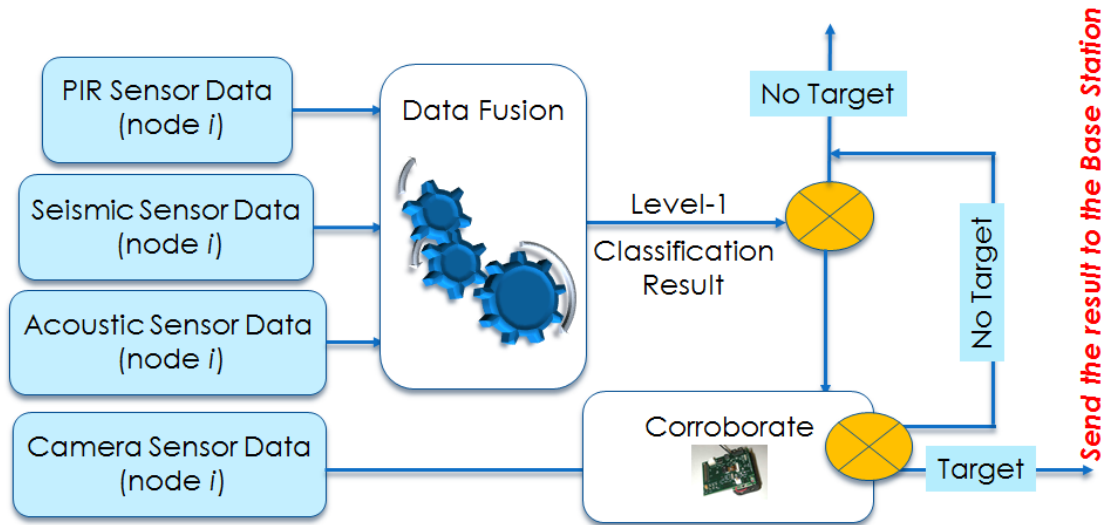 PIR Sensor Data
(node i)
Seismic Sensor Data
(node i)
Acoustic Sensor Data
(node i)
Camera Sensor Data
(node i)
Data Fusion
Level-1
Classification
Result
No Target
No Target
Corroborate
Target
Send the result to the Base Station